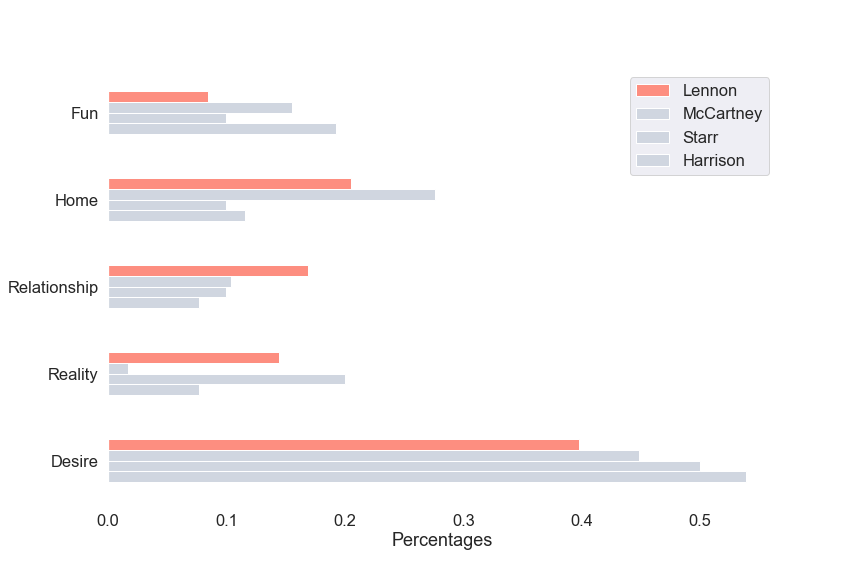 Lennon
McCartney
Starr
Harrison
Fun
Home
Relationship
Reality
Desire
0.0 0.1 0.2 0.3 0.4 0.5
Percentages